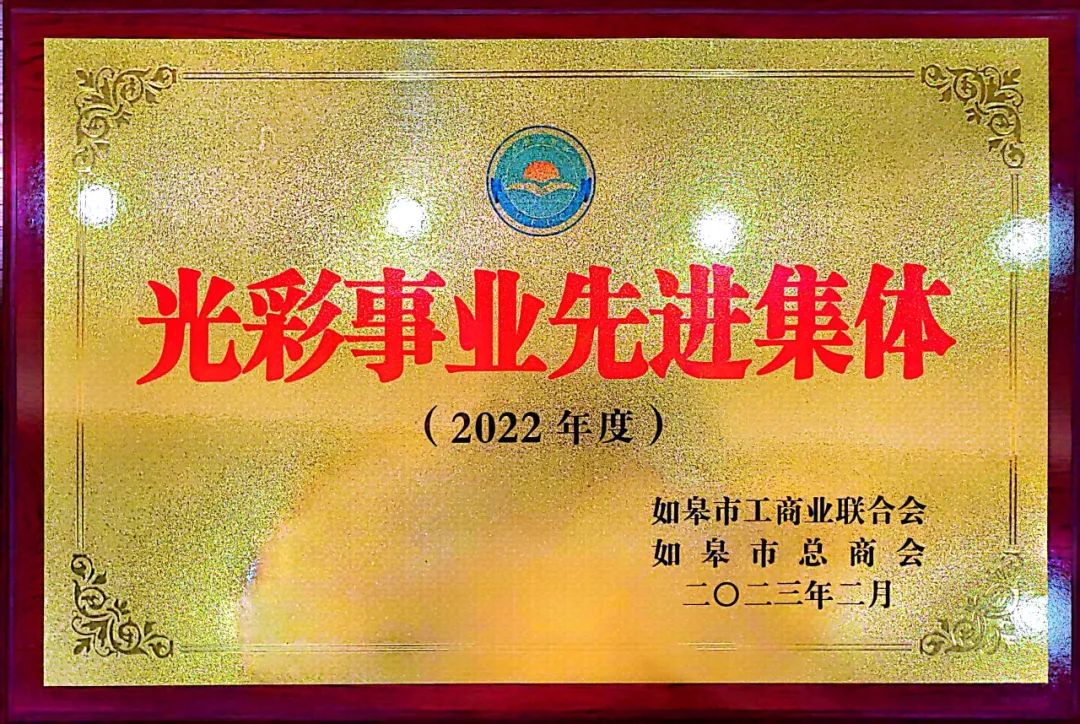 光彩事业先进集体
（2022年度）
如皋市工商业联合会
如皋市总商会
二〇二三年二月